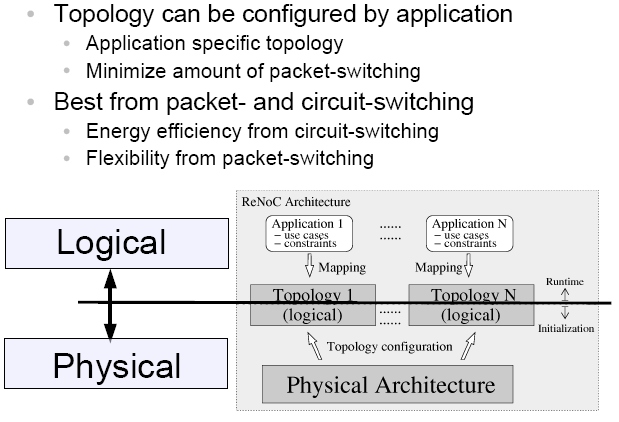 Topology can be configured by application
Application specific topology
Minimize amount of packet-switching
Best from packet- and circuit-switching
Energy efficiency from circuit-switching
Flexibility from packet-switching
Logical
Physical
ReNoC Architecture
Application 1
– use cases
– constraints
......
......
Application N
– use cases
– constraints
Mapping
Mapping
Topology 1
(logical)
......
......
Topology N
(logical)
Runtime
Initialization
Topology configuration
Physical Architecture